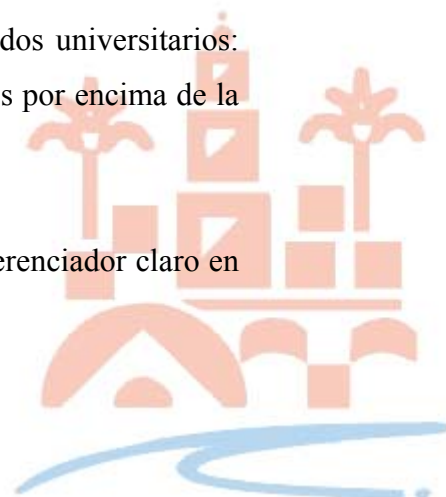 dos universitarios:
s por encima de la
erenciador claro en